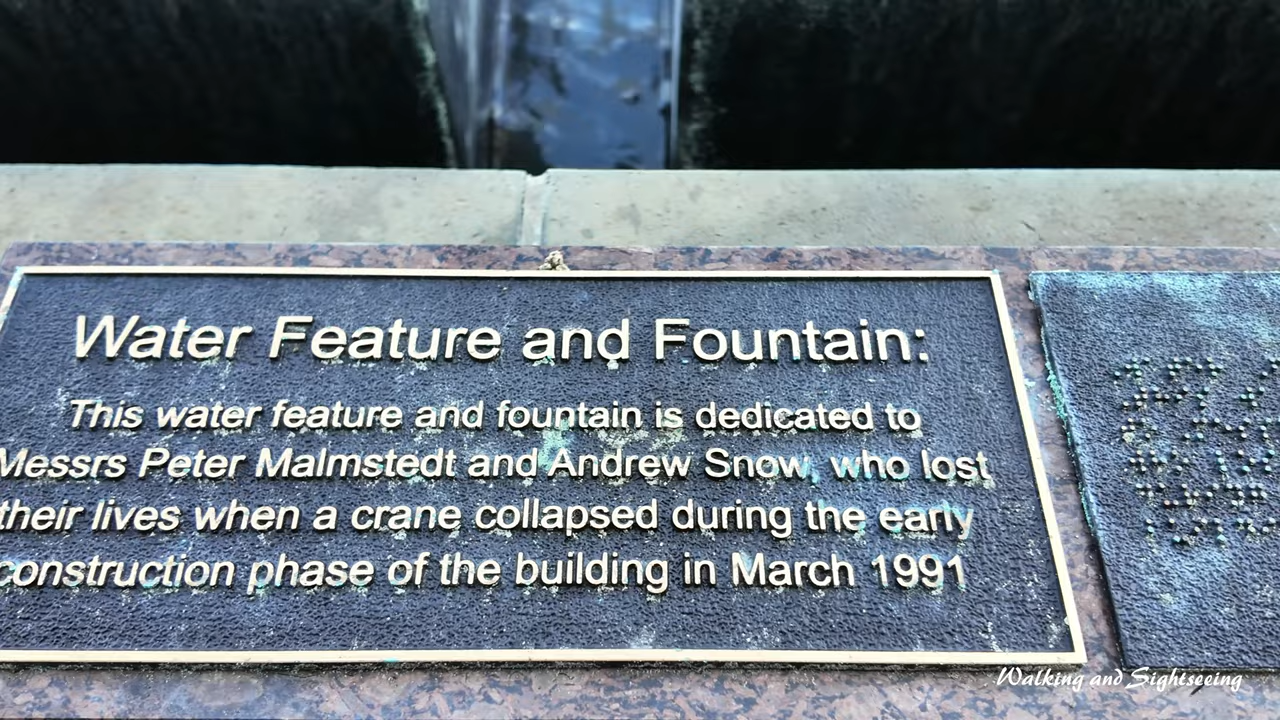 Water Feature and Fountain:
This water feature and fountain is dedicated to
Messrs Peter Malmstedt and Andrew Snow, who lost
their lives when a crane collapsed during the early
construction phase of the building in March 1991
Walking and Sightseeing